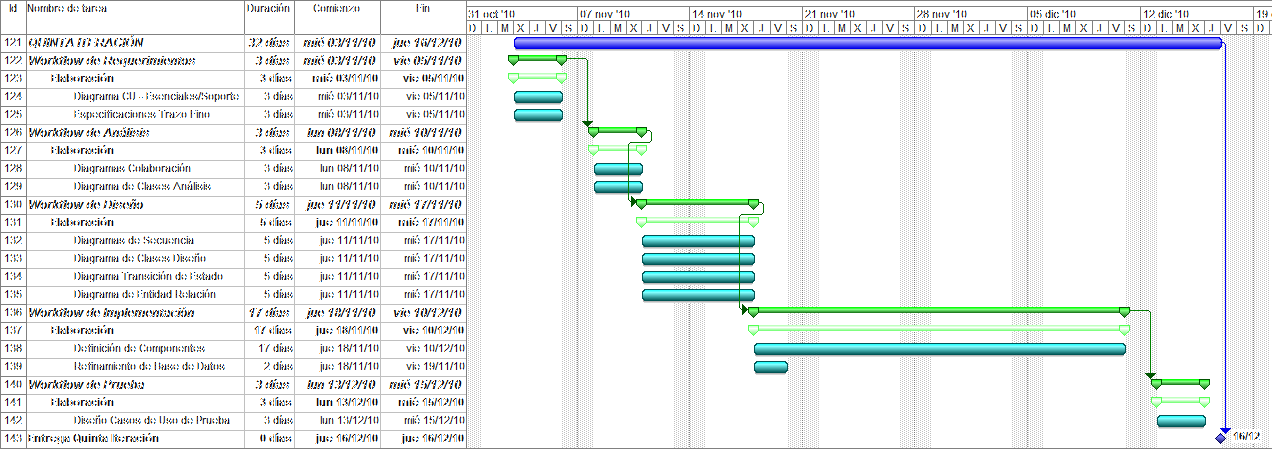 Id Nombre de tarea Duración Comienzo Fin 31 oct '10 07 nov '10 14 nov '10 21 nov '10 28 nov '10 05 dic '10 12 dic '10 19
D L M X J V S D L M X J V S D L M X J V S D L M X J V S D L M X J V S D L M X J V S D L M X J V S D
121 QUINTA ITERACIÓN 32 días mié 03/11/10 jue 16/12/10
122 Workflow de Requerimientos 3 días mié 03/11/10 vie 05/11/10
123 Elaboración 3 días mié 03/11/10 vie 05/11/10
124 Diagrama CU - Esenciales/Soporte 3 días mié 03/11/10 vie 05/11/10
125 Especificaciones Trazo Fino 3 días mié 03/11/10 vie 05/11/10
126 Workflow de Análisis 3 días lun 08/11/10 mié 10/11/10
127 Elaboración 3 días lun 08/11/10 mié 10/11/10
128 Diagramas Colaboración 3 días lun 08/11/10 mié 10/11/10
129 Diagrama de Clases Análisis 3 días lun 08/11/10 mié 10/11/10
130 Workflow de Diseño 5 días jue 11/11/10 mié 17/11/10
131 Elaboración 5 días jue 11/11/10 mié 17/11/10
132 Diagramas de Secuencia 5 días jue 11/11/10 mié 17/11/10
133 Diagrama de Clases Diseño 5 días jue 11/11/10 mié 17/11/10
134 Diagrama Transición de Estado 5 días jue 11/11/10 mié 17/11/10
135 Diagrama de Entidad Relación 5 días jue 11/11/10 mié 17/11/10
136 Workflow de Implementación 17 días jue 18/11/10 vie 10/12/10
137 Elaboración 17 días jue 18/11/10 vie 10/12/10
138 Definición de Componentes 17 días jue 18/11/10 vie 10/12/10
139 Refinamiento de Base de Datos 2 días jue 18/11/10 vie 19/11/10
140 Workflow de Prueba 3 días lun 13/12/10 mié 15/12/10
141 Elaboración 3 días lun 13/12/10 mié 15/12/10
142 Diseño Casos de Uso de Prueba 3 días lun 13/12/10 mié 15/12/10
143 Entrega Quinta Iteración 0 días jue 16/12/10 jue 16/12/10 16/12